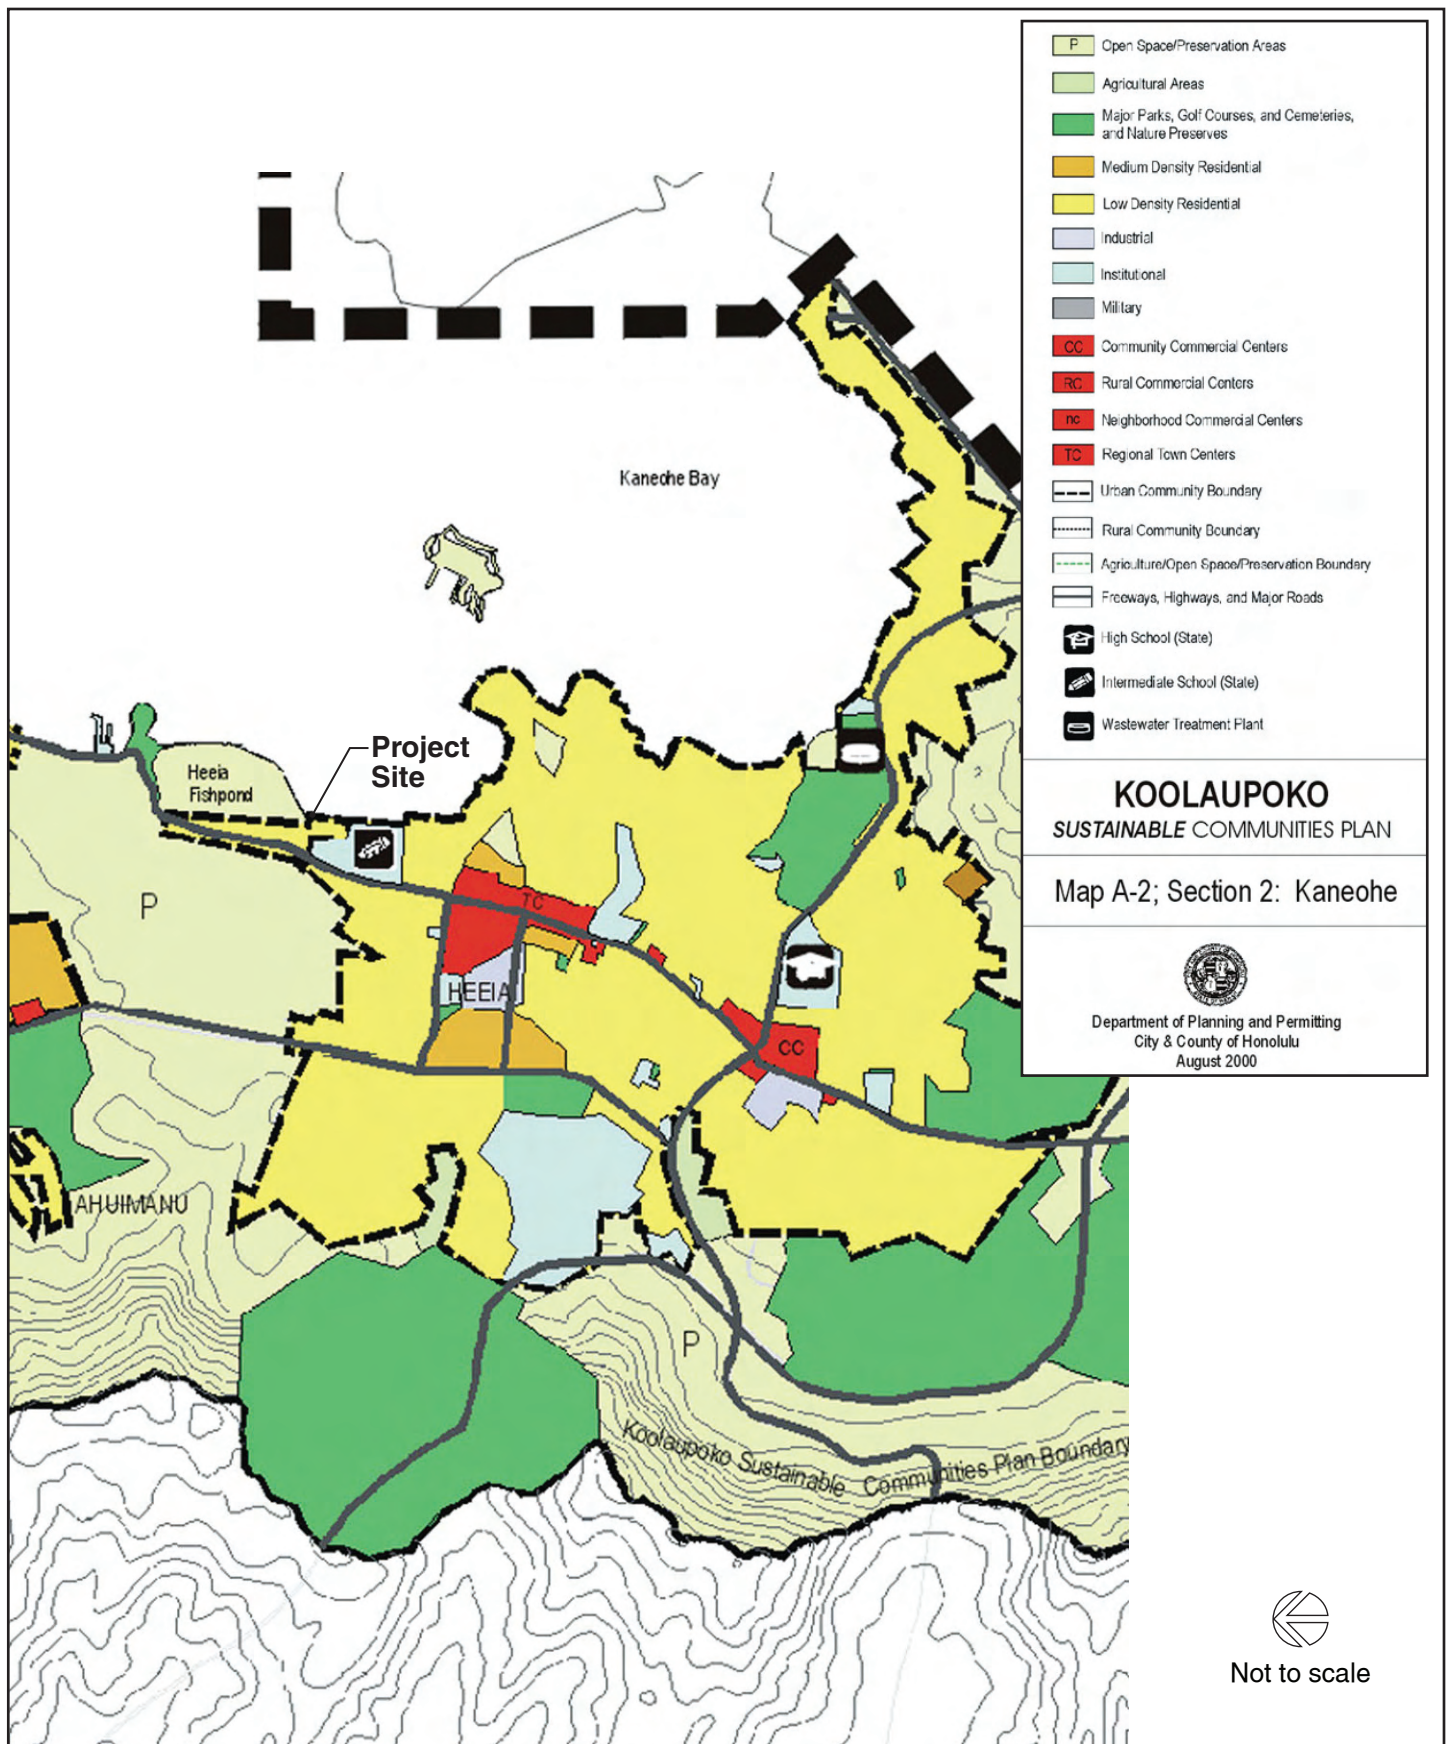 P Open Space/Preservation Areas
Agricultural Areas
Major Parks, Golf Courses, and Cemeteries,
and Nature Preserves
Medium Density Residential
Low Density Residential
Industrial
Institutional
Military
CC Community Commercial Centers
RC Rural Commercial Centers
nc Neighborhood Commercial Centers
TC Regional Town Centers
Urban Community Boundary
Rural Community Boundary
Agriculture/Open Space/Preservation Boundary
Freeways, Highways, and Major Roads
High School (State)
Intermediate School (State)
Wastewater Treatment Plant
KOOLAUPOKO
SUSTAINABLE COMMUNITIES PLAN
Map A-2; Section 2: Kaneohe
Department of Planning and Permitting
City & County of Honolulu
August 2000
Kaneohe Bay
Project
Site
Heeia
Fishpond
P
TC
HEEIA
CC
AHUIMANU
P
Koolaupoko Sustainable Communities Plan Boundary
Not to scale